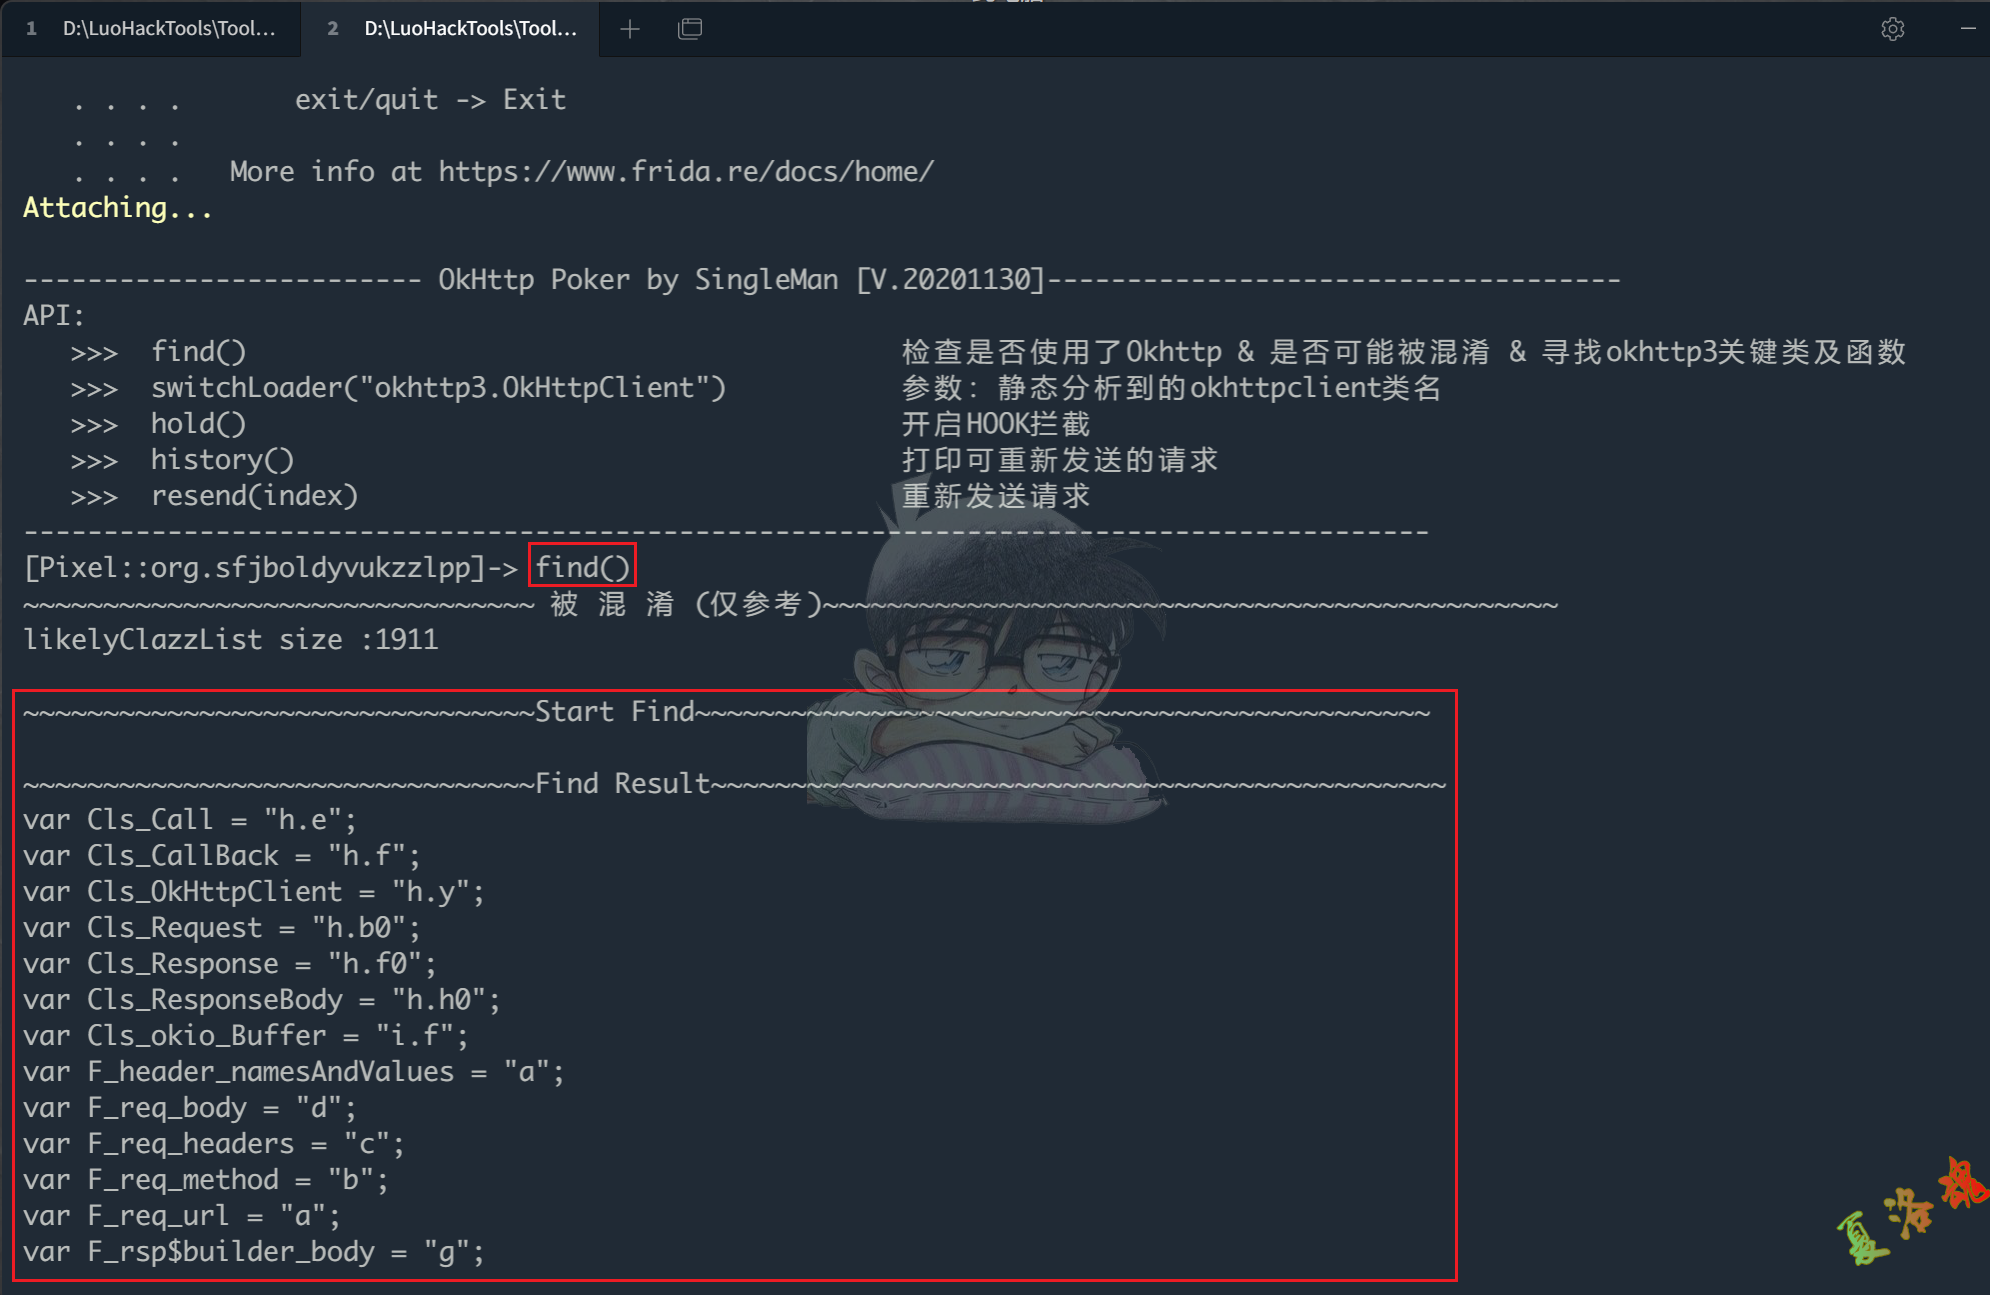 1 D:\LuoHackTools\Tool...
2 D:\LuoHackTools\Tool...
. . . . exit/quit -> Exit
. . . .
. . . . More info at https://www.frida.re/docs/home/
Attaching...
------------------------- OkHttp Poker by SingleMan [V.20201130]------------------------------------
API:
>>> find() 检查是否使用了Okhttp & 是否可能被混淆 & 寻找okhttp3关键类及函数
>>> switchLoader("okhttp3.OkHttpClient") 参数: 静态分析到的okhttpclient类名
>>> hold() 开启HOOK拦截
>>> history() 打印可重新发送的请求
>>> resend(index) 重新发送请求
----------------------------------------------------------------------------------------
[Pixel::org.sfjboldyvukzzlpp]-> find()
~~~~~~~~~~~~~~~~~~~~~~~~~~~~~~~~ 被 混 淆 (仅参考)~~~~~~~~~~~~~~~~~~~~~~~~~~~~~~~~~~~~~~~~~~~~~~
likelyClazzList size :1911
~~~~~~~~~~~~~~~~~~~~~~~~~~~~~~~~Start Find~~~~~~~~~~~~~~~~~~~~~~~~~~~~~~~~~~~~~~~~~~~~~~
~~~~~~~~~~~~~~~~~~~~~~~~~~~~~~~~Find Result~~~~~~~~~~~~~~~~~~~~~~~~~~~~~~~~~~~~~~~~~~~~~~
var Cls_Call = "h.e";
var Cls_CallBack = "h.f";
var Cls_OkHttpClient = "h.y";
var Cls_Request = "h.b0";
var Cls_Response = "h.f0";
var Cls_ResponseBody = "h.h0";
var Cls_okio_Buffer = "i.f";
var F_header_namesAndValues = "a";
var F_req_body = "d";
var F_req_headers = "c";
var F_req_method = "b";
var F_req_url = "a";
var F_rsp$builder_body = "g";
夏洛魂